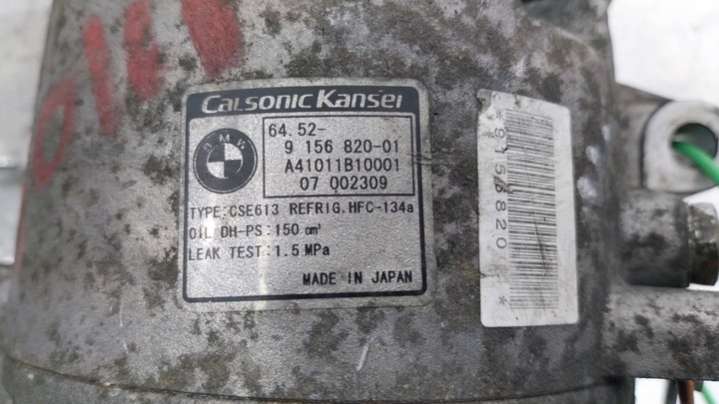 Calsonic Kansei
BMW
64.52-
9 156 820-01
A41011B10001
07 002309
TYPE:CSE613 REFRIG.HFC-134a
OIL DH-PS:150 cm³
LEAK TEST:1.5 MPa
MADE IN JAPAN